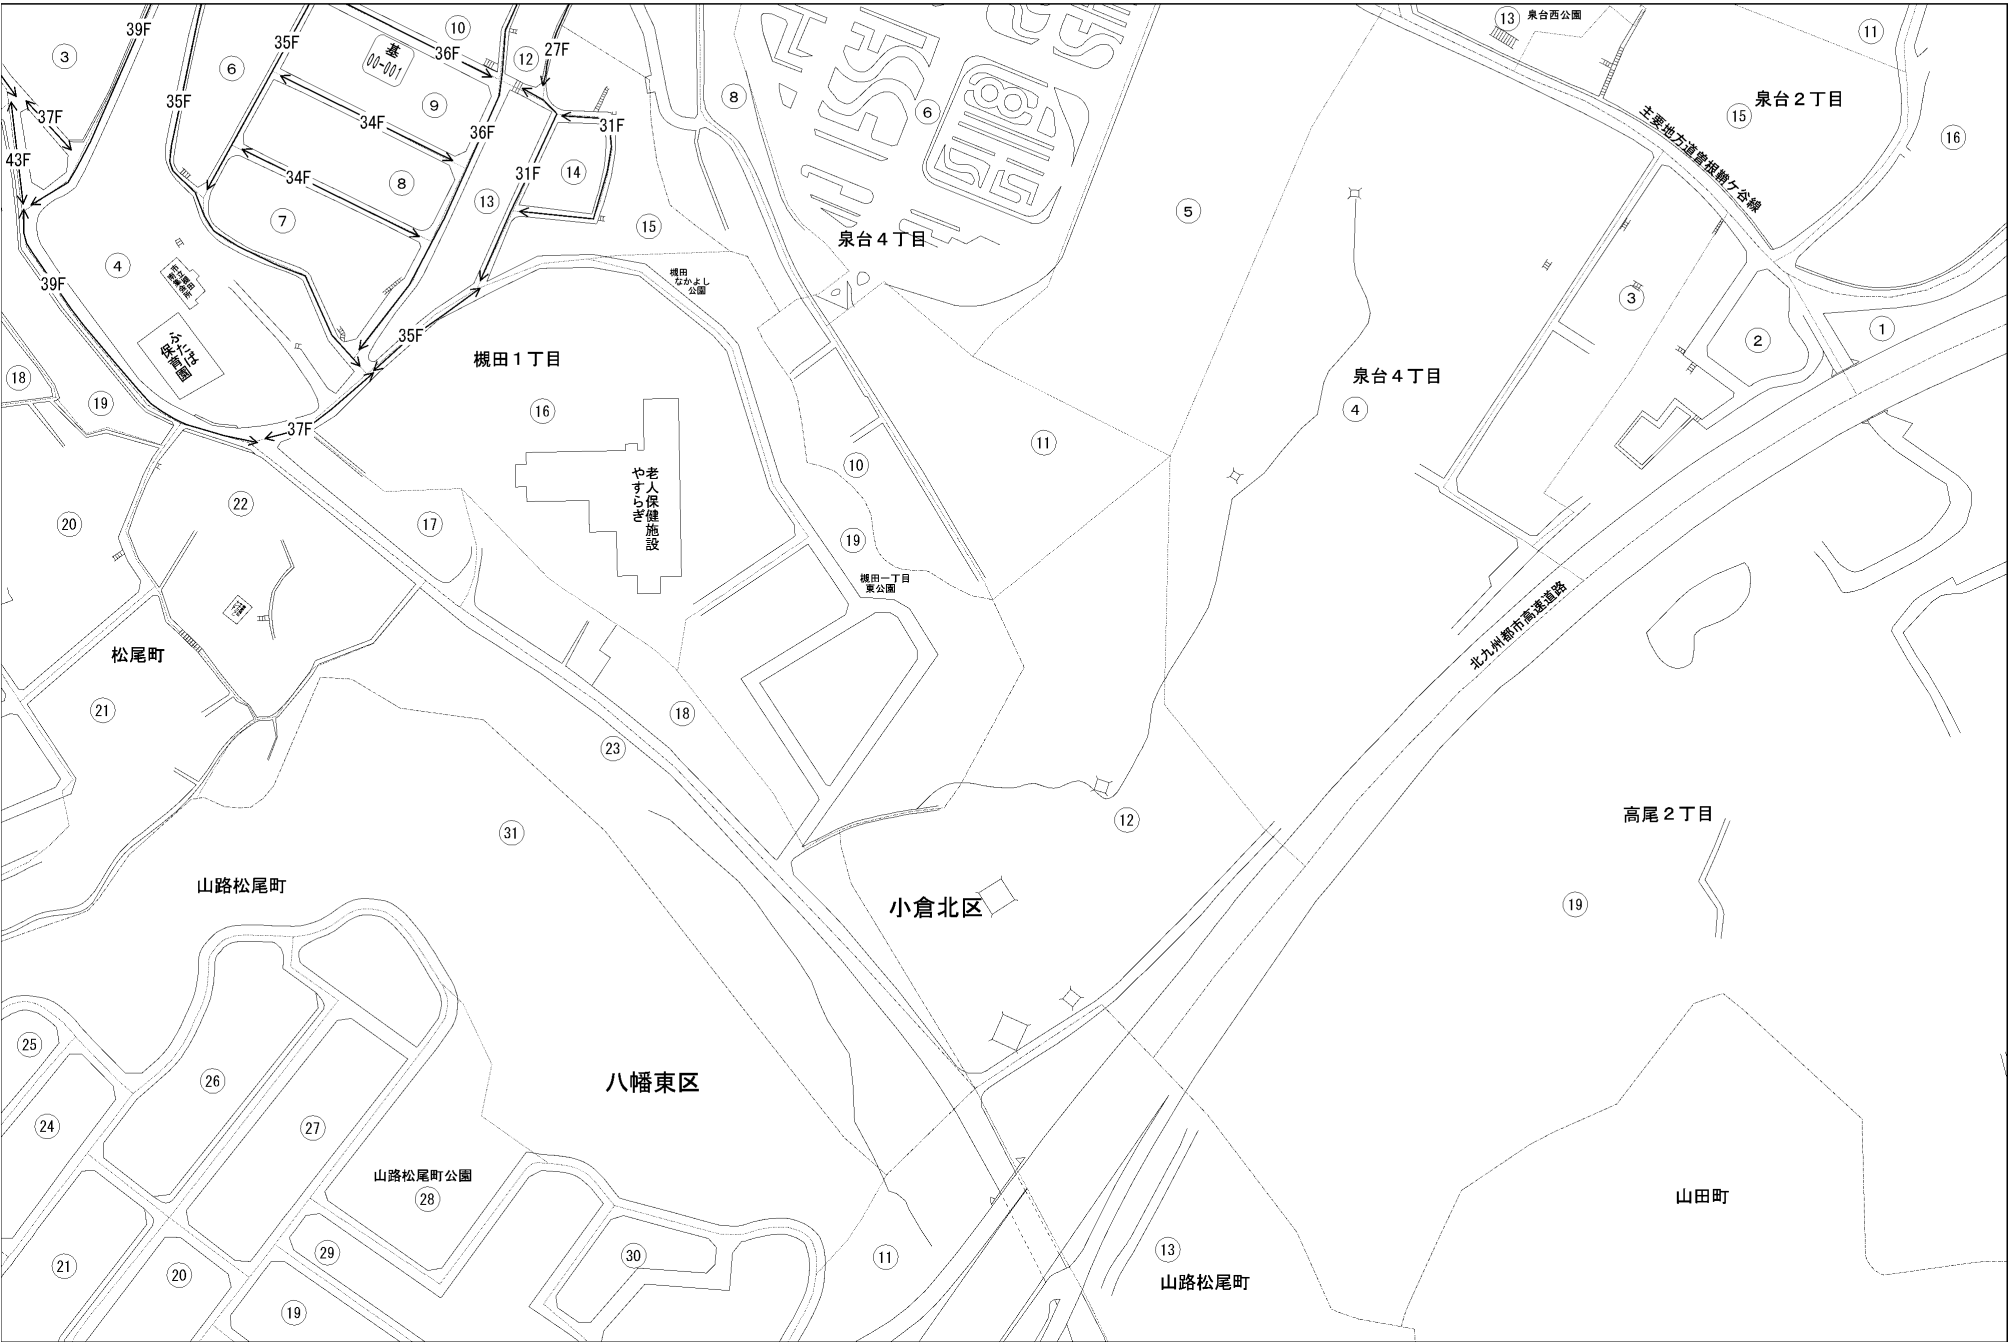 39F
35F
⑩
36F
基
00-001
⑫
27F
⑬
泉台西公園
⑪
③
⑥
35F
37F
34F
⑨
36F
⑧
31F
⑥
泉台２丁目
⑮
主要地方道曽根鞘ケ谷線
⑯
43F
34F
⑧
31F
⑭
⑬
⑦
⑮
泉台４丁目
⑤
④
39F
槻田
なかよし
公園
③
ふたば
保育園
35F
槻田１丁目
①
②
泉台４丁目
④
⑱
⑲
⑯
37F
⑪
⑩
老人保健施設
やすらぎ
⑳
㉒
⑰
⑲
槻田一丁目
東公園
北九州都市高速道路
松尾町
㉑
⑱
㉓
㉛
⑫
高尾２丁目
山路松尾町
小倉北区
⑲
㉕
㉖
八幡東区
㉔
㉗
山路松尾町公園
㉘
山田町
㉑
⑳
㉙
㉚
⑪
⑬
山路松尾町
⑲